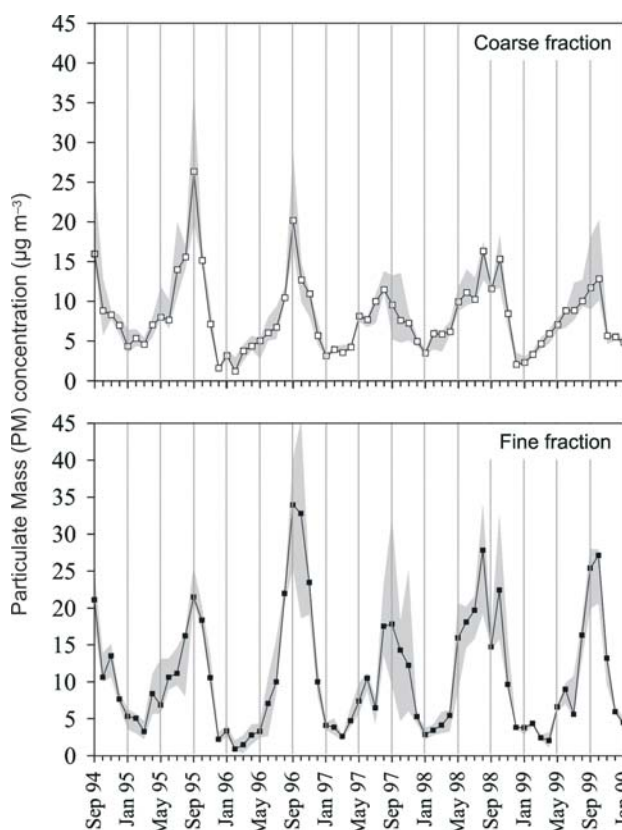 45
Coarse fraction
40
35
30
25
20
15
10
5
0
Particulate Mass (PM) concentration (µg m⁻³)
45
Fine fraction
40
35
30
25
20
15
10
5
0
Sep 94
Jan 95
May 95
Sep 95
Jan 96
May 96
Sep 96
Jan 97
May 97
Sep 97
Jan 98
May 98
Sep 98
Jan 99
May 99
Sep 99